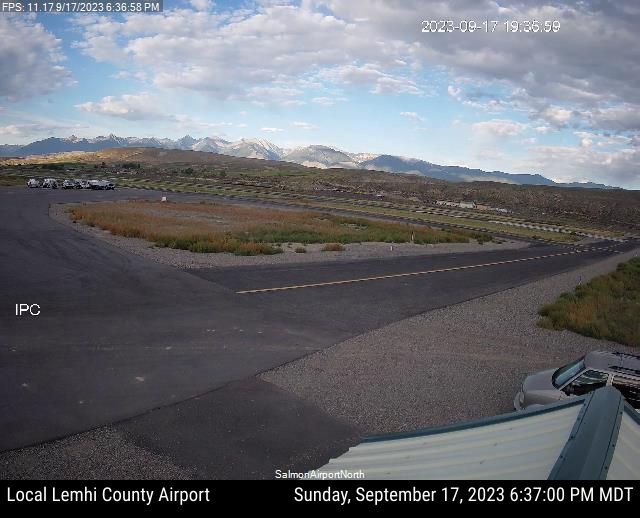 FPS: 11.17 9/17/2023 6:36:58 PM
2023-09-17 19:35:59
IPC
SalmonAirportNorth
Local Lemhi County Airport
Sunday, September 17, 2023 6:37:00 PM MDT